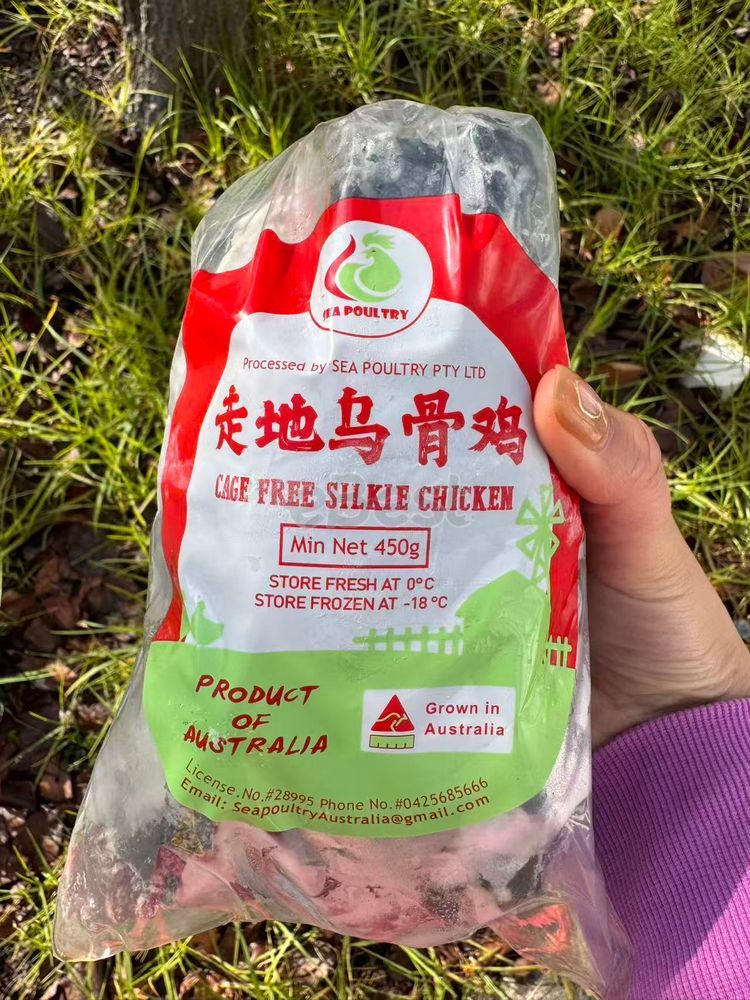 SEA POULTRY
Processed by SEA POULTRY PTY LTD
走地乌骨鸡
CAGE FREE SILKIE CHICKEN
Min Net 450g
STORE FRESH AT 0°C
STORE FROZEN AT -18°C
PRODUCT
OF
AUSTRALIA
Grown in
Australia
License.No.#28995 Phone No.#0425685666
Email: SeapoultryAustralia@gmail.com